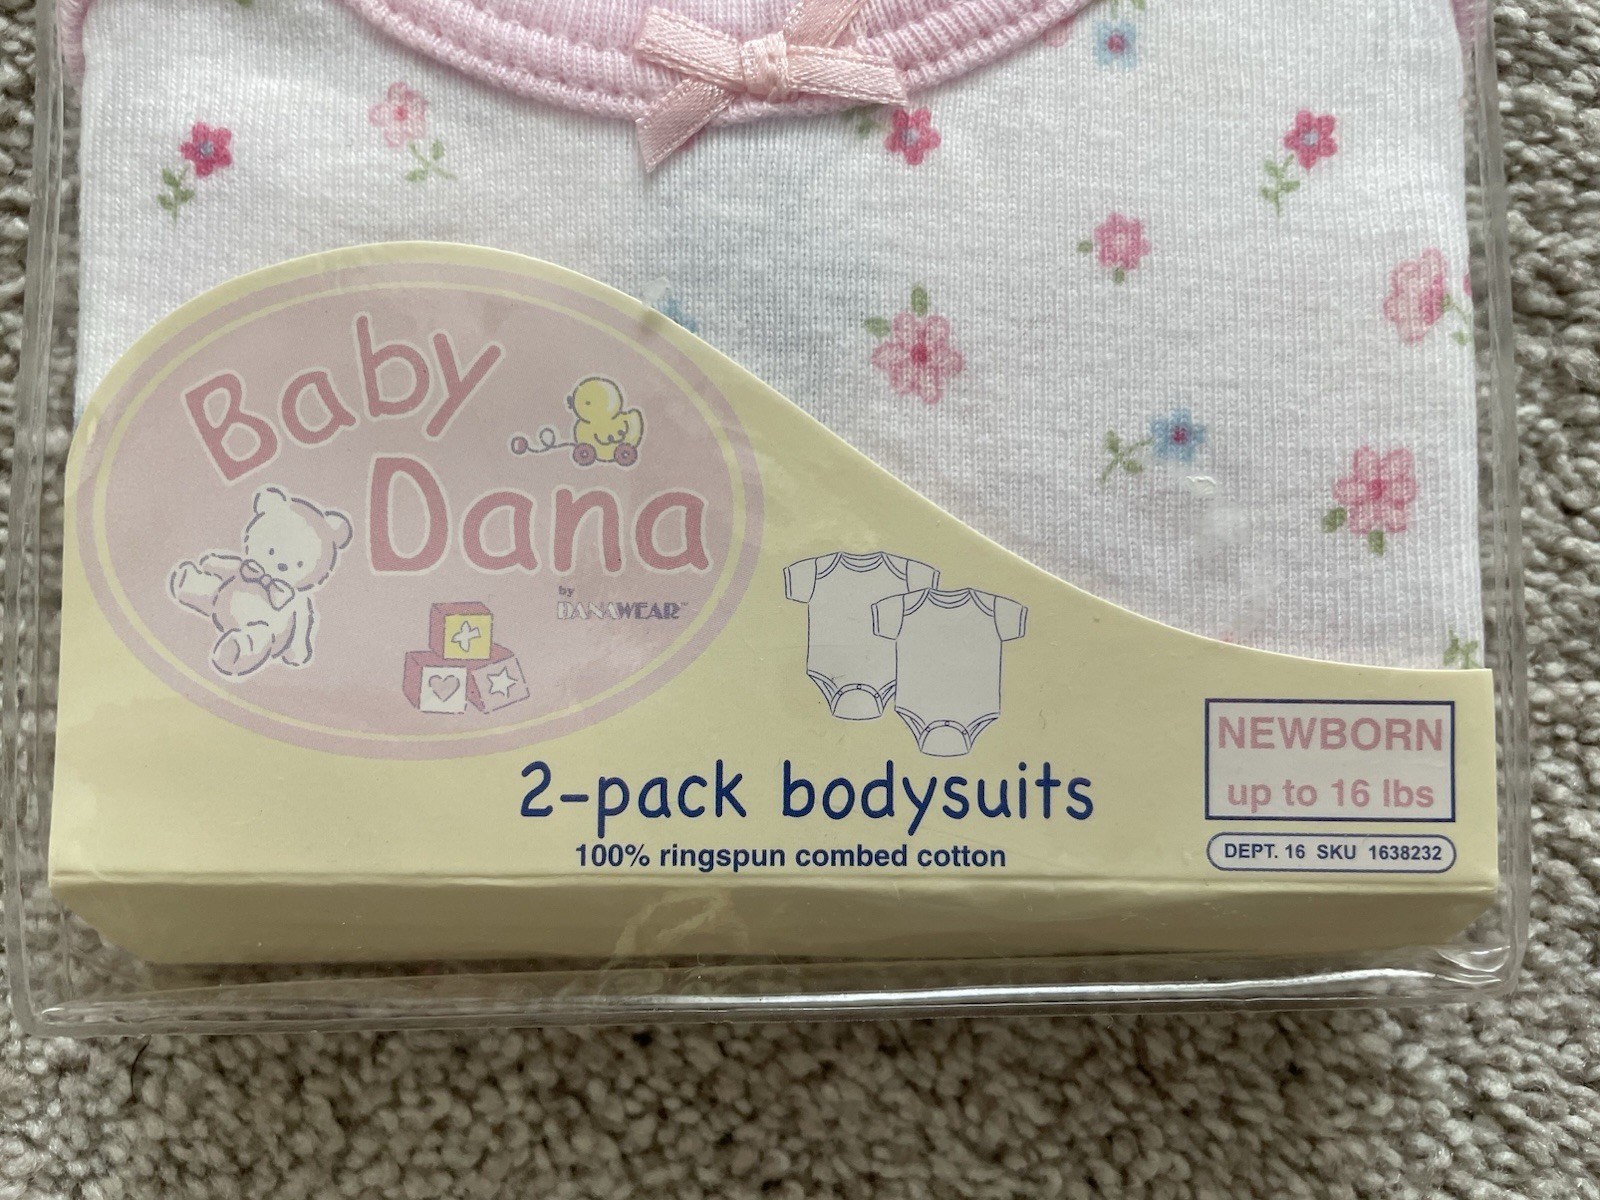 Baby
Dana
by
DANAWEAR™
2-pack bodysuits
100% ringspun combed cotton
NEWBORN
up to 16 lbs
DEPT. 16 SKU 1638232